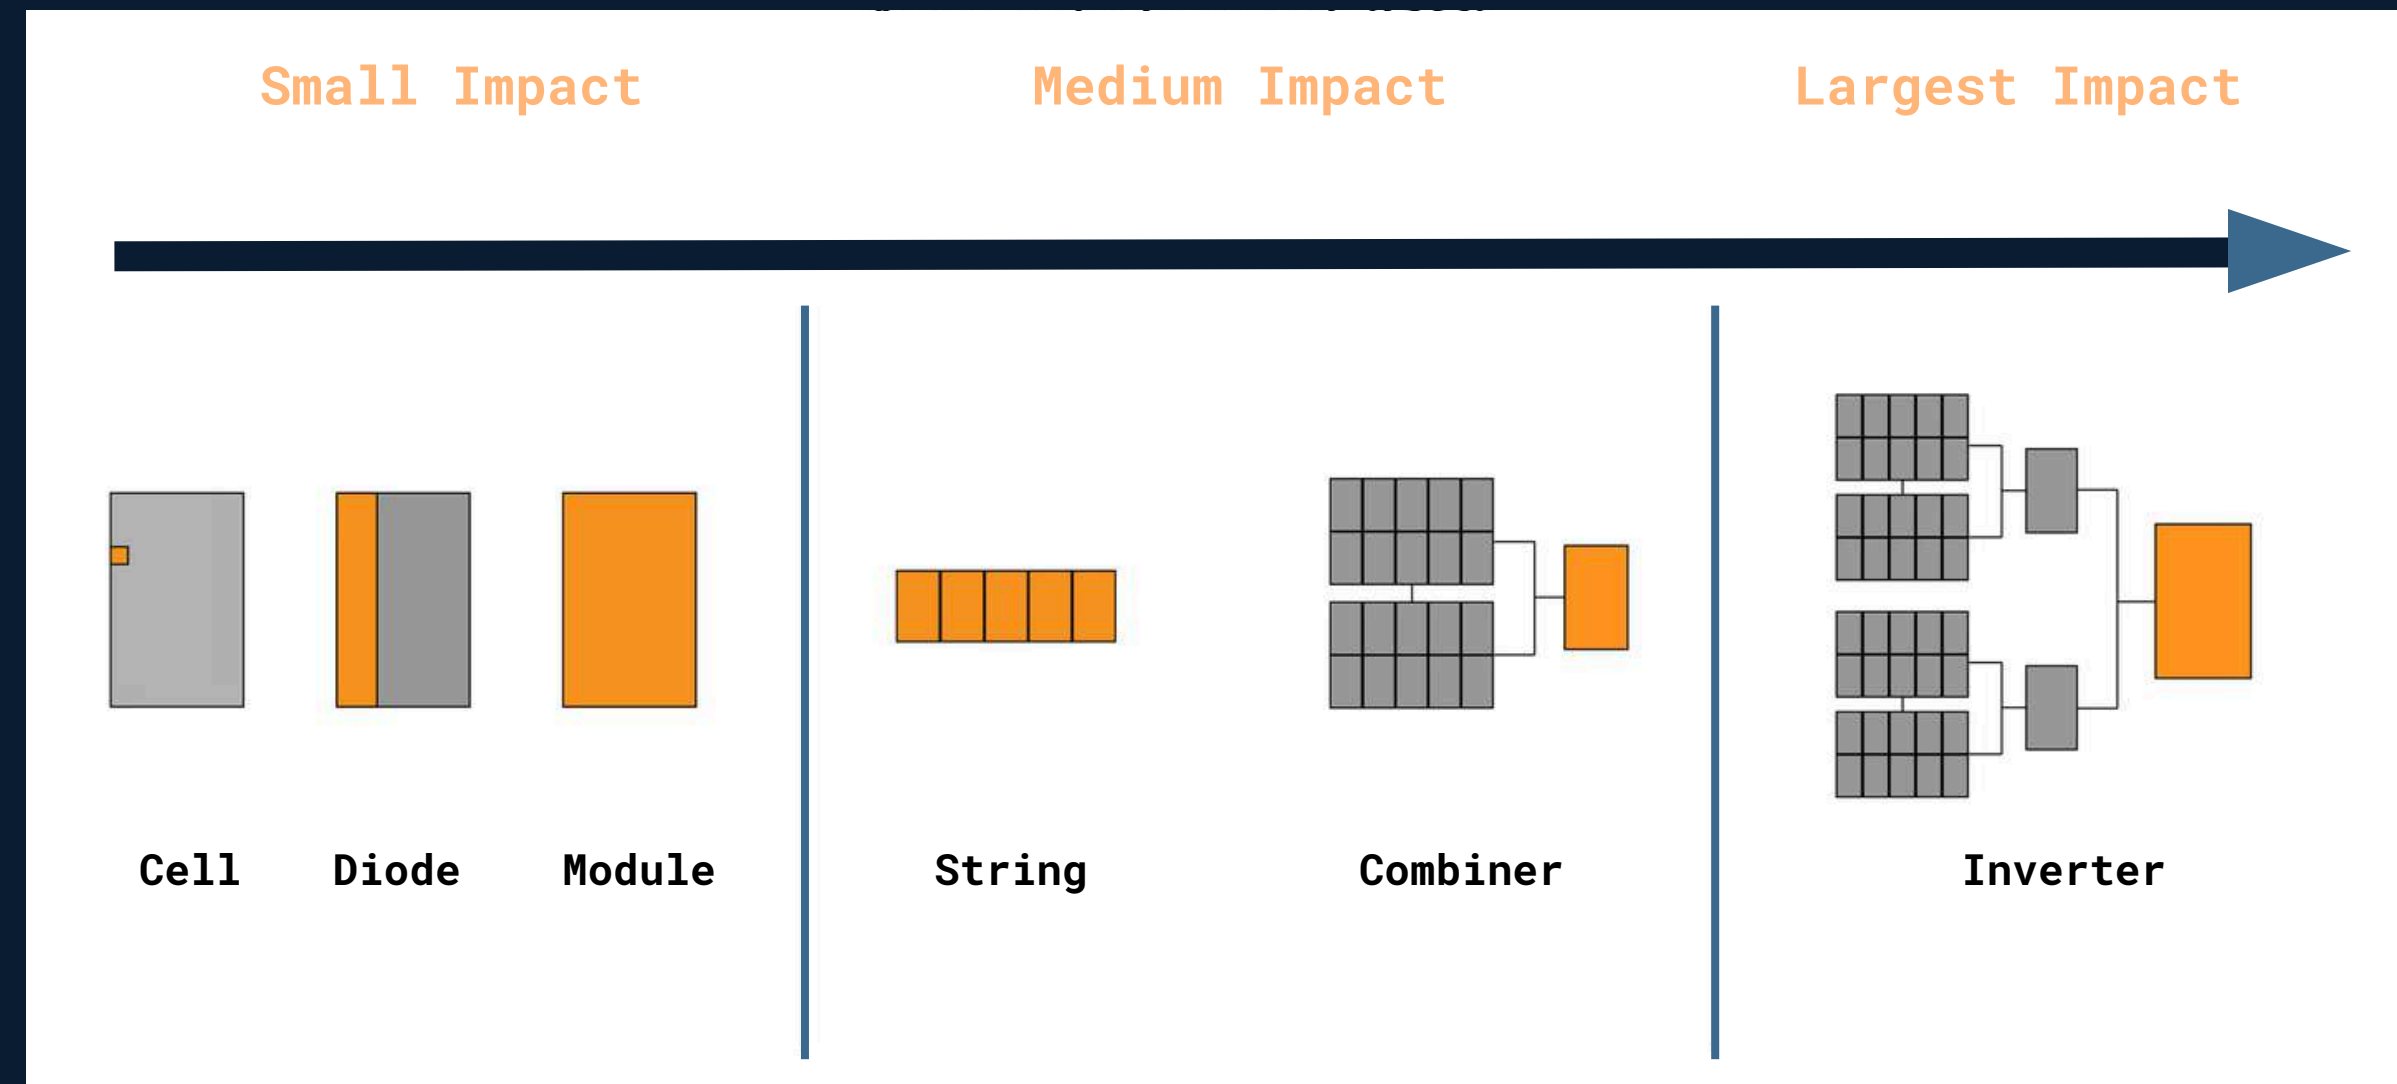 Small Impact
Medium Impact
Largest Impact
Cell
Diode
Module
String
Combiner
Inverter